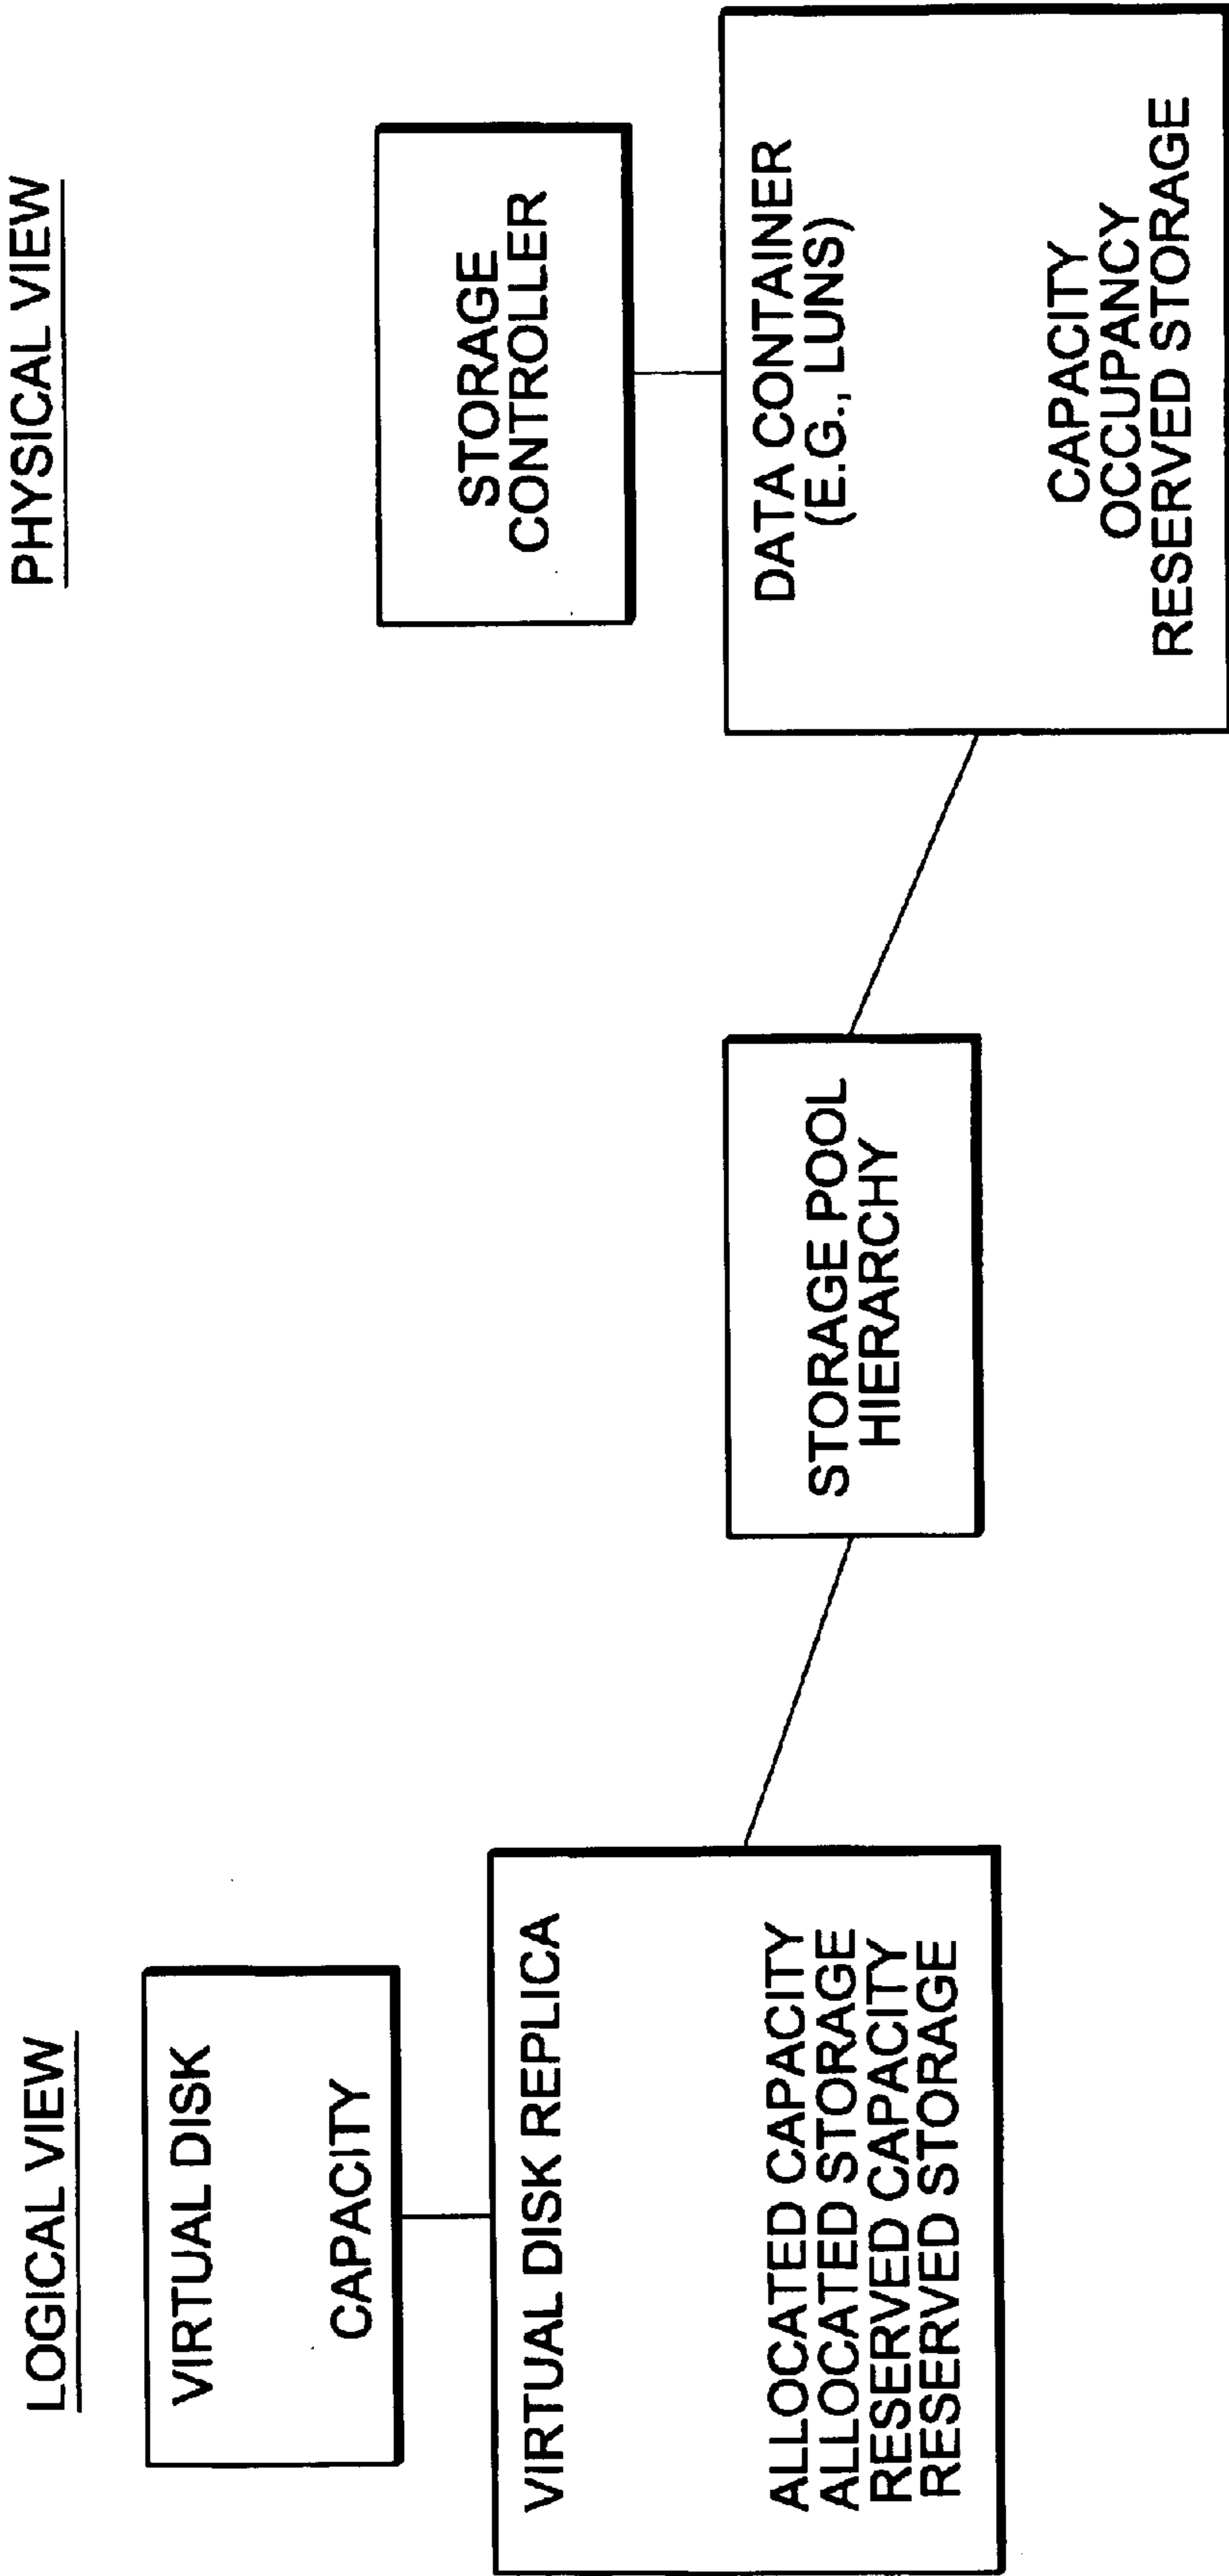 LOGICAL VIEW
VIRTUAL DISK
CAPACITY
VIRTUAL DISK REPLICA
ALLOCATED CAPACITY
ALLOCATED STORAGE
RESERVED CAPACITY
RESERVED STORAGE
STORAGE POOL
HIERARCHY
PHYSICAL VIEW
STORAGE
CONTROLLER
DATA CONTAINER
(E.G., LUNS)
CAPACITY
OCCUPANCY
RESERVED STORAGE